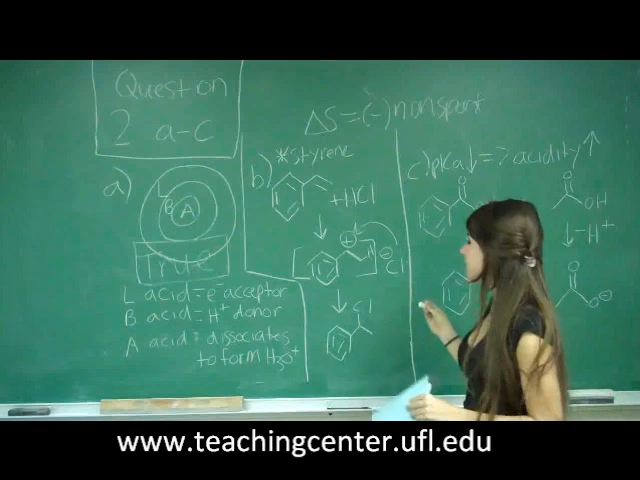 Question
2 a-c
ΔS=(-) nonspont
a)
L
B
A
True
L acid = e⁻ acceptor
B acid = H⁺ donor
A acid = dissociates
to form H₃O⁺
b) *styrene
+HCl
⊕
H
⊖
Cl
Cl
c) pKa↓ = ? acidity ↑
O
O
OH
↓-H⁺
O
O⊖
www.teachingcenter.ufl.edu